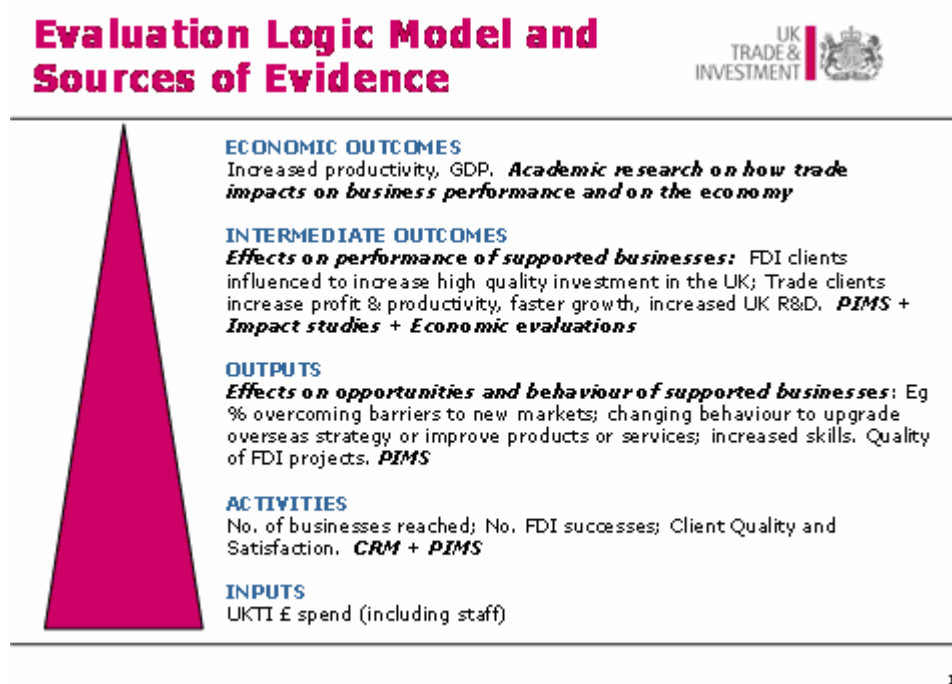 Evaluation Logic Model and
Sources of Evidence
UK
TRADE &
INVESTMENT
ECONOMIC OUTCOMES
Increased productivity, GDP. Academic research on how trade
impacts on business performance and on the economy
INTERMEDIATE OUTCOMES
Effects on performance of supported businesses: FDI clients
influenced to increase high quality investment in the UK; Trade clients
increase profit & productivity, faster growth, increased UK R&D. PIMS +
Impact studies + Economic evaluations
OUTPUTS
Effects on opportunities and behaviour of supported businesses: Eg
% overcoming barriers to new markets; changing behaviour to upgrade
overseas strategy or improve products or services; increased skills. Quality
of FDI projects. PIMS
ACTIVITIES
No. of businesses reached; No. FDI successes; Client Quality and
Satisfaction. CRM + PIMS
INPUTS
UKTI £ spend (including staff)